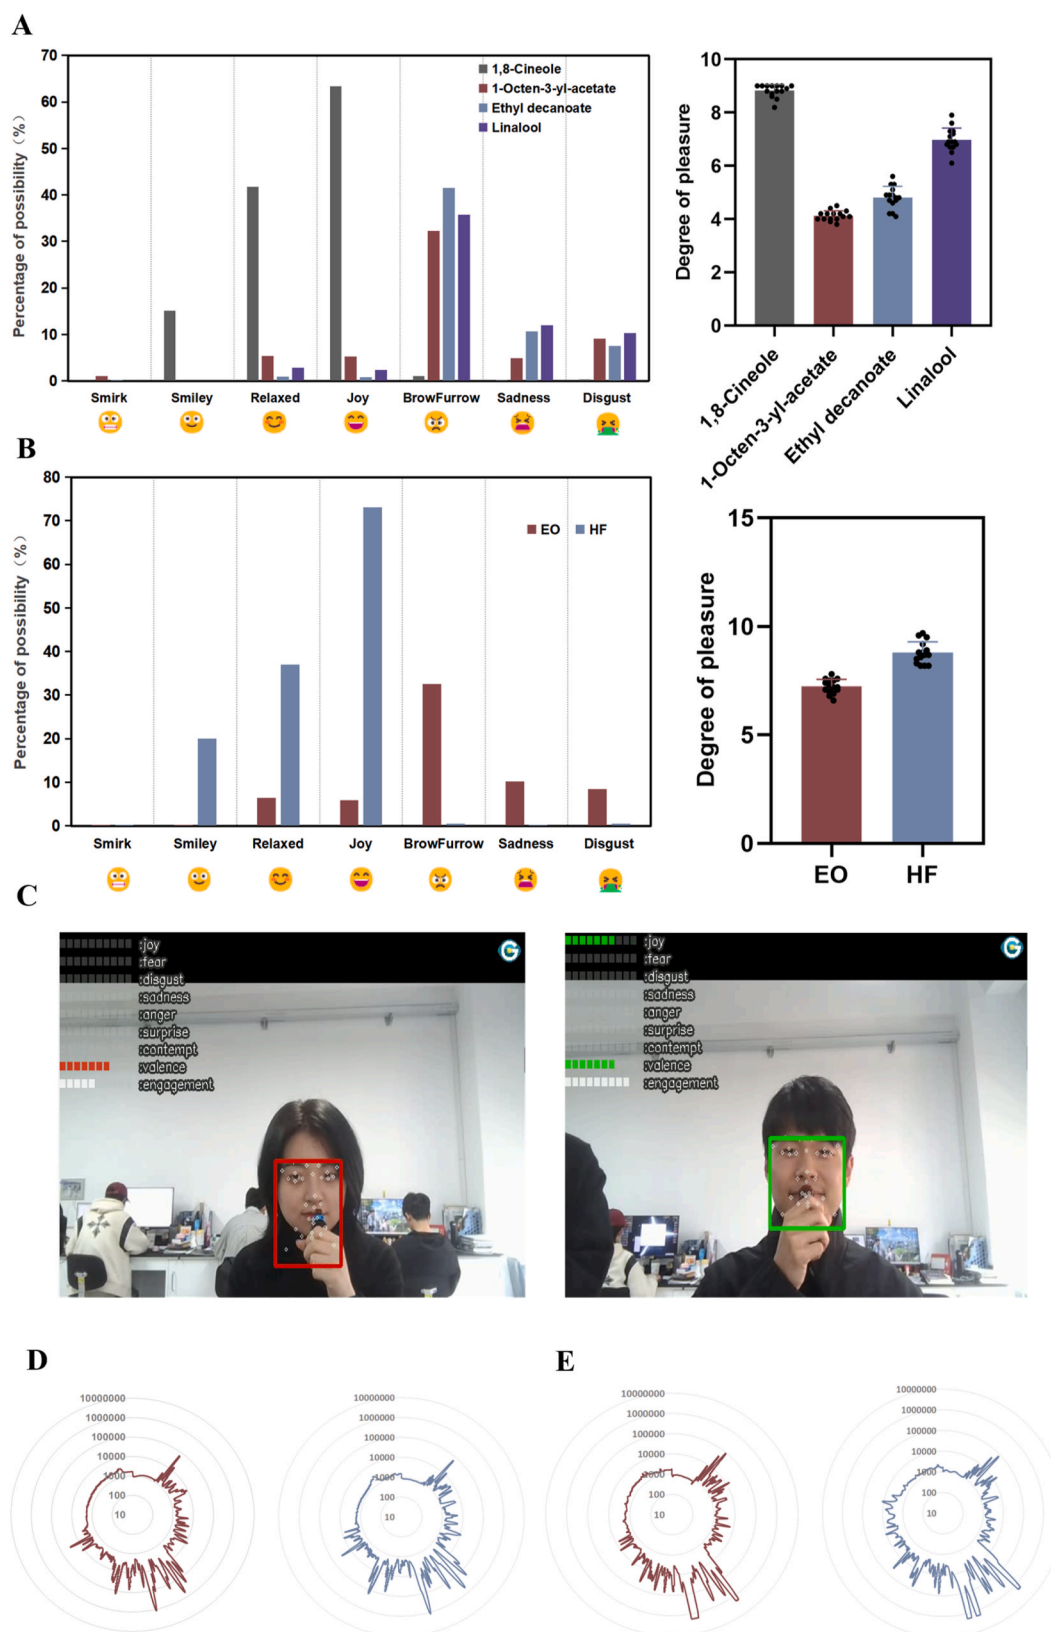 A
70
60
50
40
30
20
10
0
Percentage of possibility (%)
1,8-Cineole
1-Octen-3-yl-acetate
Ethyl decanoate
Linalool
Smirk Smiley Relaxed Joy BrowFurrow Sadness Disgust
10
8
6
4
2
0
Degree of pleasure
1,8-Cineole
1-Octen-3-yl-acetate
Ethyl decanoate
Linalool
B
80
70
60
50
40
30
20
10
0
Percentage of possibility (%)
EO HF
Smirk Smiley Relaxed Joy BrowFurrow Sadness Disgust
15
10
5
0
Degree of pleasure
EO HF
C
:joy
:fear
:disgust
:sadness
:anger
:surprise
:contempt
:valence
:engagement
:joy
:fear
:disgust
:sadness
:anger
:surprise
:contempt
:valence
:engagement
D
10000000
1000000
100000
10000
1000
100
10
10000000
1000000
100000
10000
1000
100
10
E
10000000
1000000
100000
10000
1000
100
10
10000000
1000000
100000
10000
1000
100
10